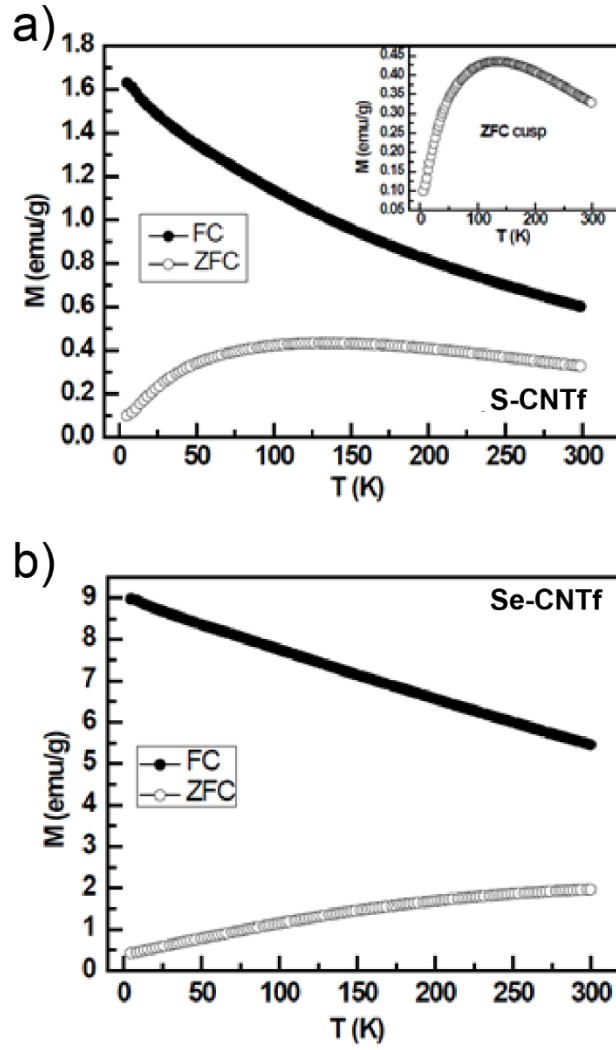 a)
1.8
1.6
1.4
1.2
1.0
0.8
0.6
0.4
0.2
0.0
M (emu/g)
FC
ZFC
0.45
0.40
0.35
0.30
0.25
0.20
0.15
0.10
0.05
M (emu/g)
ZFC cusp
0 100 200 300
T (K)
S-CNTf
0 50 100 150 200 250 300
T (K)
b)
9
8
7
6
5
4
3
2
1
0
M (emu/g)
Se-CNTf
FC
ZFC
0 50 100 150 200 250 300
T (K)